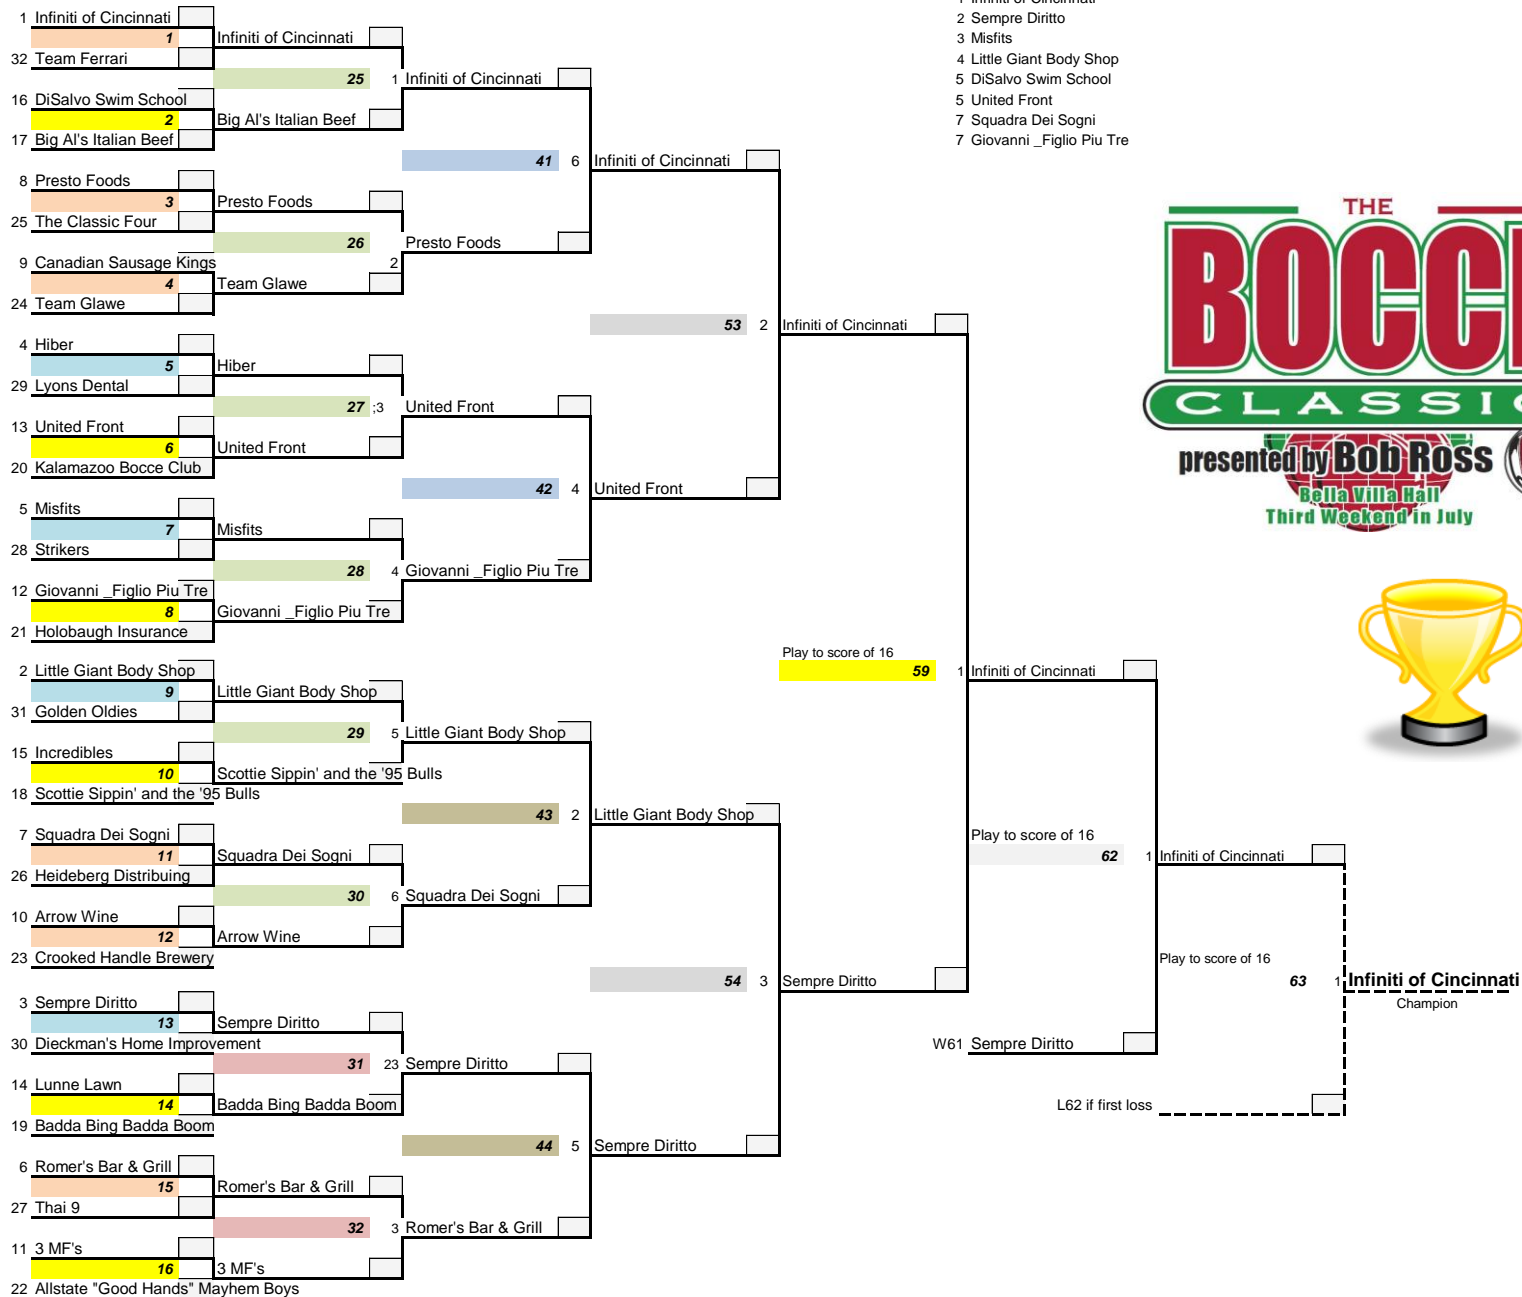 1 Infiniti of Cincinnati
1 Infiniti of Cincinnati
2 Sempre Diritto
1 Infiniti of Cincinnati
3 Misfits
32 Team Ferrari
4 Little Giant Body Shop
25 1 Infiniti of Cincinnati
5 DiSalvo Swim School
16 DiSalvo Swim School
5 United Front
2 Big Al's Italian Beef
7 Squadra Dei Sogni
17 Big Al's Italian Beef
7 Giovanni _Figlio Piu Tre
41 6 Infiniti of Cincinnati
8 Presto Foods
3 Presto Foods
25 The Classic Four
26 Presto Foods
9 Canadian Sausage Kings
2
4 Team Glawe
24 Team Glawe
53 2 Infiniti of Cincinnati
4 Hiber
5 Hiber
29 Lyons Dental
27 ;3 United Front
13 United Front
6 United Front
20 Kalamazoo Bocce Club
42 4 United Front
5 Misfits
7 Misfits
28 Strikers
28 4 Giovanni _Figlio Piu Tre
12 Giovanni _Figlio Piu Tre
8 Giovanni _Figlio Piu Tre
21 Holobaugh Insurance
Play to score of 16
59 1 Infiniti of Cincinnati
2 Little Giant Body Shop
9 Little Giant Body Shop
31 Golden Oldies
29 5 Little Giant Body Shop
15 Incredibles
10 Scottie Sippin' and the '95 Bulls
18 Scottie Sippin' and the '95 Bulls
43 2 Little Giant Body Shop
7 Squadra Dei Sogni
Play to score of 16
11 Squadra Dei Sogni
62 1 Infiniti of Cincinnati
26 Heideberg Distribuing
30 6 Squadra Dei Sogni
10 Arrow Wine
12 Arrow Wine
23 Crooked Handle Brewery
Play to score of 16
54 3 Sempre Diritto
63 1 Infiniti of Cincinnati
Champion
3 Sempre Diritto
13 Sempre Diritto
30 Dieckman's Home Improvement
W61 Sempre Diritto
31 23 Sempre Diritto
14 Lunne Lawn
14 Badda Bing Badda Boom
L62 if first loss
19 Badda Bing Badda Boom
44 5 Sempre Diritto
6 Romer's Bar & Grill
15 Romer's Bar & Grill
27 Thai 9
32 3 Romer's Bar & Grill
11 3 MF's
16 3 MF's
22 Allstate "Good Hands" Mayhem Boys
THE
BOCC
CLASSIC
presented by Bob Ross
Bella Villa Hall
Third Weekend in July